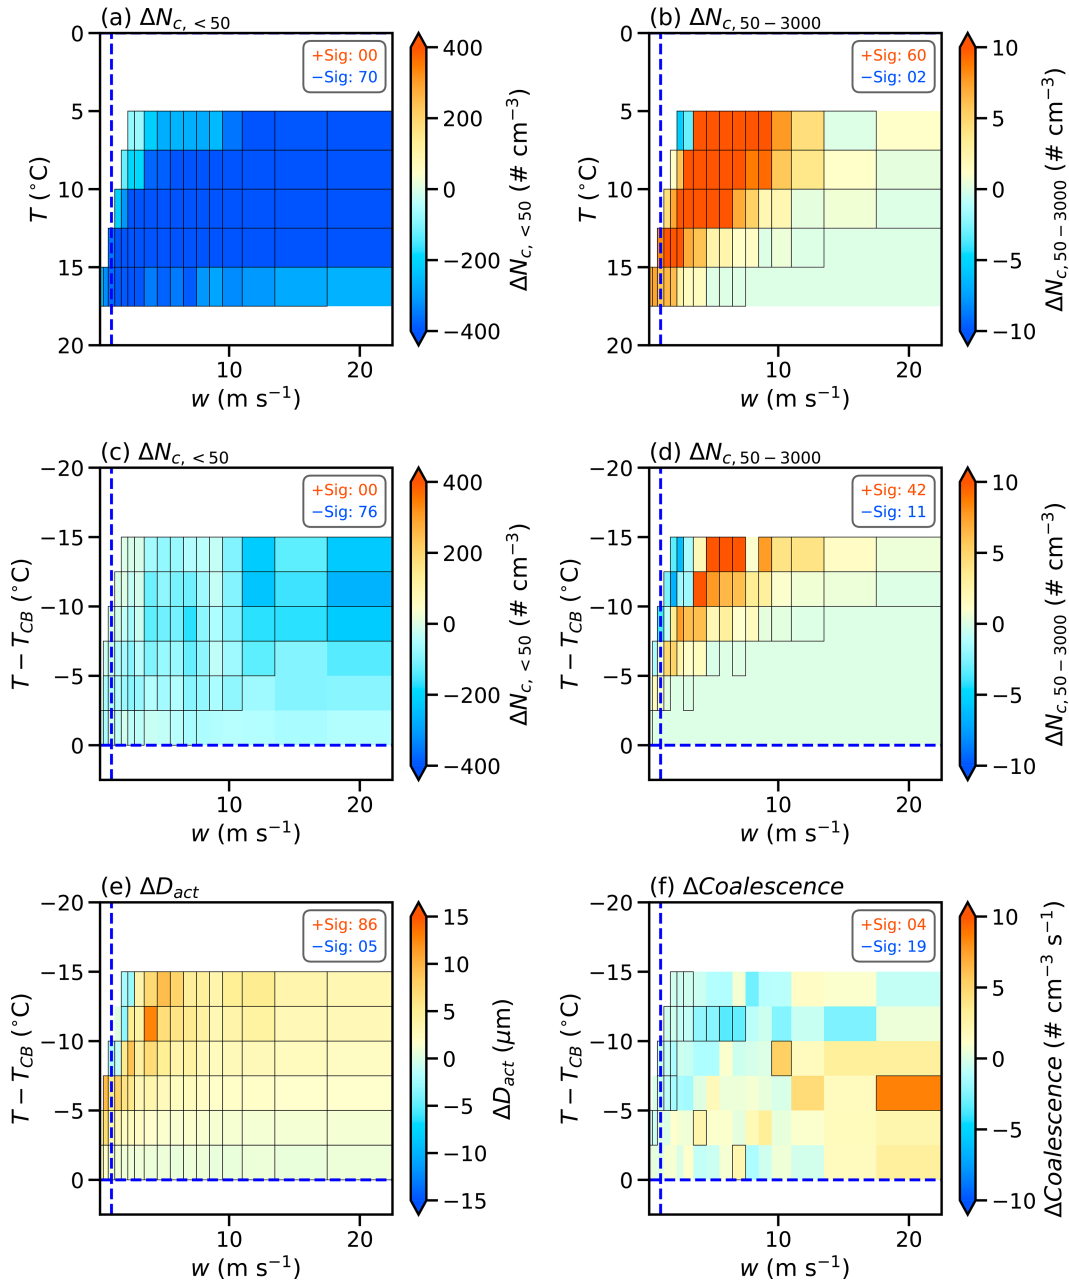 (a) ΔN_{c, <50}
+Sig: 00
−Sig: 70
0
5
10
15
20
T (°C)
10 20
w (m s⁻¹)
400
200
0
−200
−400
ΔN_{c, <50} (# cm⁻³)
(b) ΔN_{c, 50−3000}
+Sig: 60
−Sig: 02
0
5
10
15
20
T (°C)
10 20
w (m s⁻¹)
10
5
0
−5
−10
ΔN_{c, 50−3000} (# cm⁻³)
(c) ΔN_{c, <50}
+Sig: 00
−Sig: 76
−20
−15
−10
−5
0
T − T_{CB} (°C)
10 20
w (m s⁻¹)
400
200
0
−200
−400
ΔN_{c, <50} (# cm⁻³)
(d) ΔN_{c, 50−3000}
+Sig: 42
−Sig: 11
−20
−15
−10
−5
0
T − T_{CB} (°C)
10 20
w (m s⁻¹)
10
5
0
−5
−10
ΔN_{c, 50−3000} (# cm⁻³)
(e) ΔD_{act}
+Sig: 86
−Sig: 05
−20
−15
−10
−5
0
T − T_{CB} (°C)
10 20
w (m s⁻¹)
15
10
5
0
−5
−10
−15
ΔD_{act} (μm)
(f) ΔCoalescence
+Sig: 04
−Sig: 19
−20
−15
−10
−5
0
T − T_{CB} (°C)
10 20
w (m s⁻¹)
10
5
0
−5
−10
ΔCoalescence (# cm⁻³ s⁻¹)